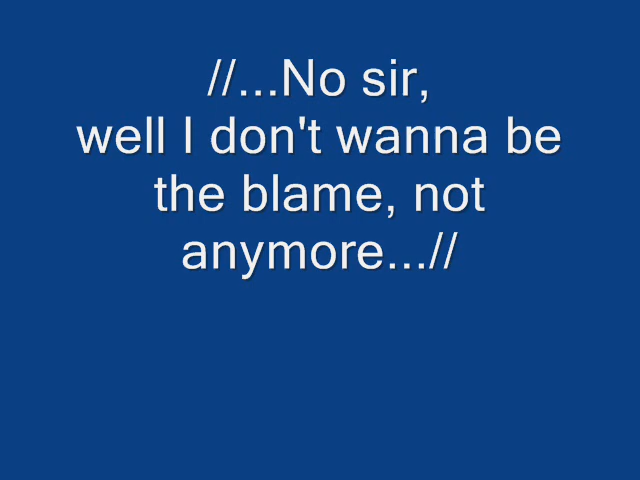 //...No sir,
well I don't wanna be
the blame, not
anymore...//